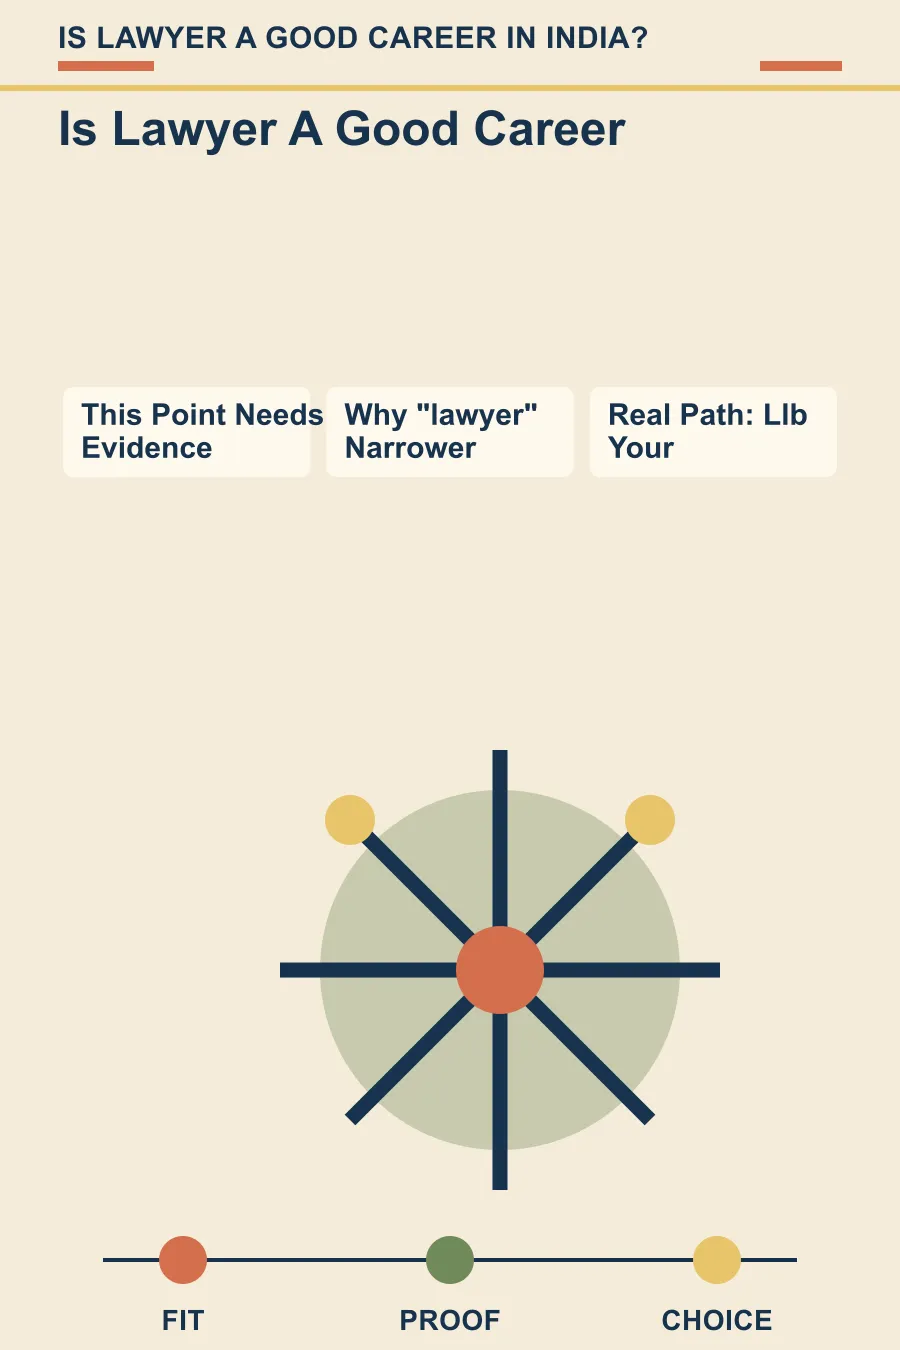 IS LAWYER A GOOD CAREER IN INDIA?
Is Lawyer A Good Career
This Point Needs
Evidence
Why "lawyer"
Narrower
Real Path: Llb
Your
FIT
PROOF
CHOICE